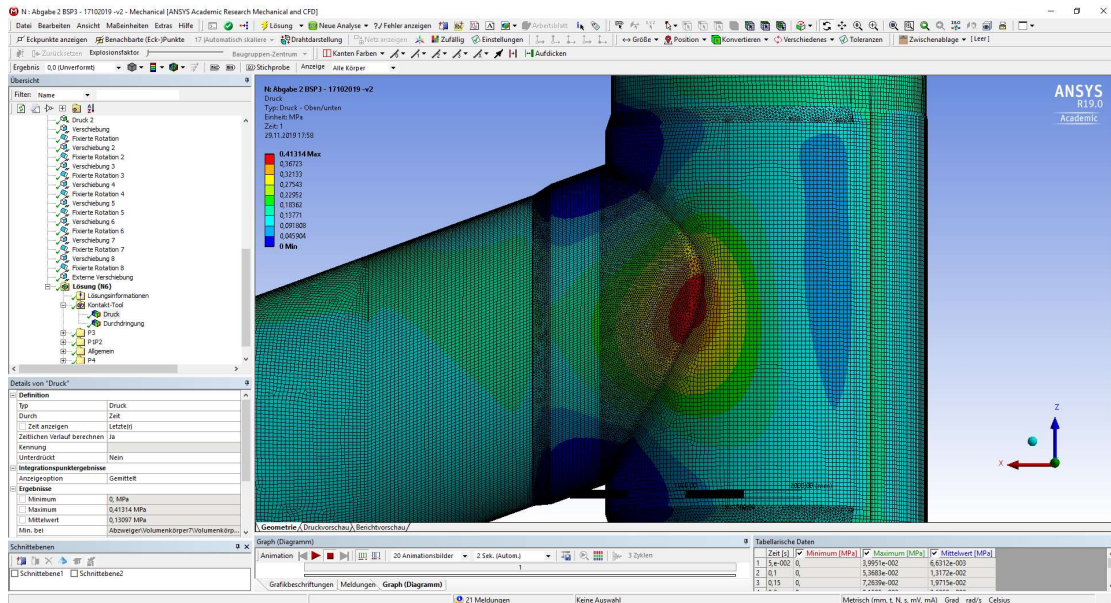 N : Abgabe 2 BSP3 - 17102019 -v2 - Mechanical [ANSYS Academic Research Mechanical and CFD]
Datei Bearbeiten Ansicht Maßeinheiten Extras Hilfe Lösung Neue Analyse ?/ Fehler anzeigen Arbeitsblatt
Eckpunkte anzeigen Benachbarte (Eck-)Punkte 17 (Automatisch skaliere Drahtdarstellung Netz anzeigen Zufällig Einstellungen Größe Position Konvertieren Verschiedenes Toleranzen Zwischenablage [Leer]
Zurücksetzen Explosionsfaktor Baugruppen-Zentrum Kanten Farben Aufdicken
Ergebnis 0,0 (Unverformt) Stichprobe Anzeige Alle Körper
Übersicht
Filter: Name
Druck 2
Verschiebung
Fixierte Rotation
Verschiebung 2
Fixierte Rotation 2
Verschiebung 3
Fixierte Rotation 3
Verschiebung 4
Fixierte Rotation 4
Verschiebung 5
Fixierte Rotation 5
Verschiebung 6
Fixierte Rotation 6
Verschiebung 7
Fixierte Rotation 7
Verschiebung 8
Fixierte Rotation 8
Externe Verschiebung
Lösung (N6)
Lösungsinformationen
Kontakt-Tool
Druck
Durchdringung
P3
P1P2
Allgemein
P4
Details von "Druck"
Definition
Typ Druck
Durch Zeit
Zeit anzeigen Letzte(r)
Zeitlichen Verlauf berechnen Ja
Kennung
Unterdrückt Nein
Integrationspunktergebnisse
Anzeigeoption Gemittelt
Ergebnisse
Minimum 0, MPa
Maximum 0,41314 MPa
Mittelwert 0,13097 MPa
Min. bei Abzweiger\Volumenkörper7\Volumenkörp...
Schnittebenen
Schnittebene1 Schnittebene2
N: Abgabe 2 BSP3 - 17102019 -v2
Druck
Typ: Druck - Oben/unten
Einheit: MPa
Zeit: 1
29.11.2019 17:58
0,41314 Max
0,36723
0,32133
0,27543
0,22952
0,18362
0,13771
0,091808
0,045904
0 Min
ANSYS
R19.0
Academic
Z
X
Geometrie Druckvorschau Berichtvorschau
Graph (Diagramm)
Animation 20 Animationsbilder 2 Sek. (Autom.) 3 Zyklen
1
Grafikbeschriftungen Meldungen Graph (Diagramm)
Tabellarische Daten
Zeit [s] Minimum [MPa] Maximum [MPa] Mittelwert [MPa]
1 5,e-002 0, 3,9951e-002 6,6312e-003
2 0,1 0, 5,3683e-002 1,3172e-002
3 0,15 0, 7,2639e-002 1,9715e-002
21 Meldungen Keine Auswahl Metrisch (mm, t, N, s, mV, mA) Grad rad/s Celsius